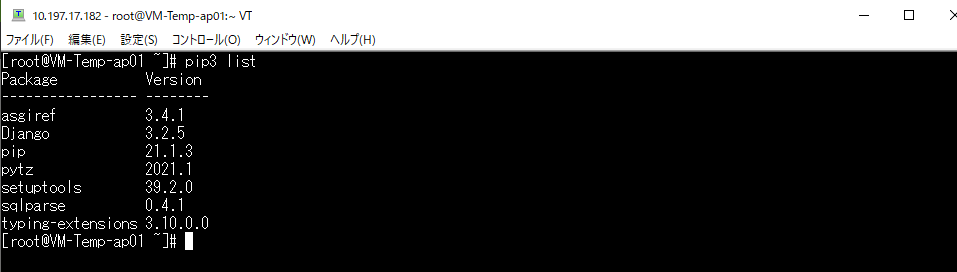 10.197.17.182 - root@VM-Temp-ap01:~ VT
ファイル(F) 編集(E) 設定(S) コントロール(O) ウィンドウ(W) ヘルプ(H)
[root@VM-Temp-ap01 ~]# pip3 list
Package Version
----------------- --------
asgiref 3.4.1
Django 3.2.5
pip 21.1.3
pytz 2021.1
setuptools 39.2.0
sqlparse 0.4.1
typing-extensions 3.10.0.0
[root@VM-Temp-ap01 ~]#